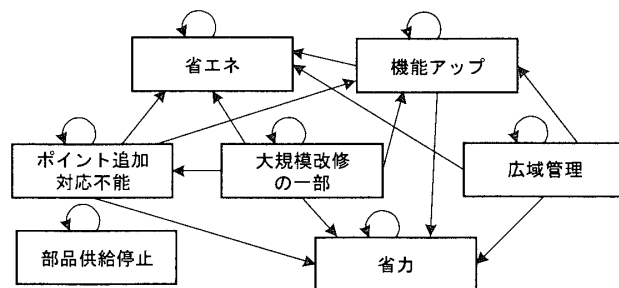 省エネ
機能アップ
ポイント追加
対応不能
大規模改修
の一部
広域管理
部品供給停止
省力